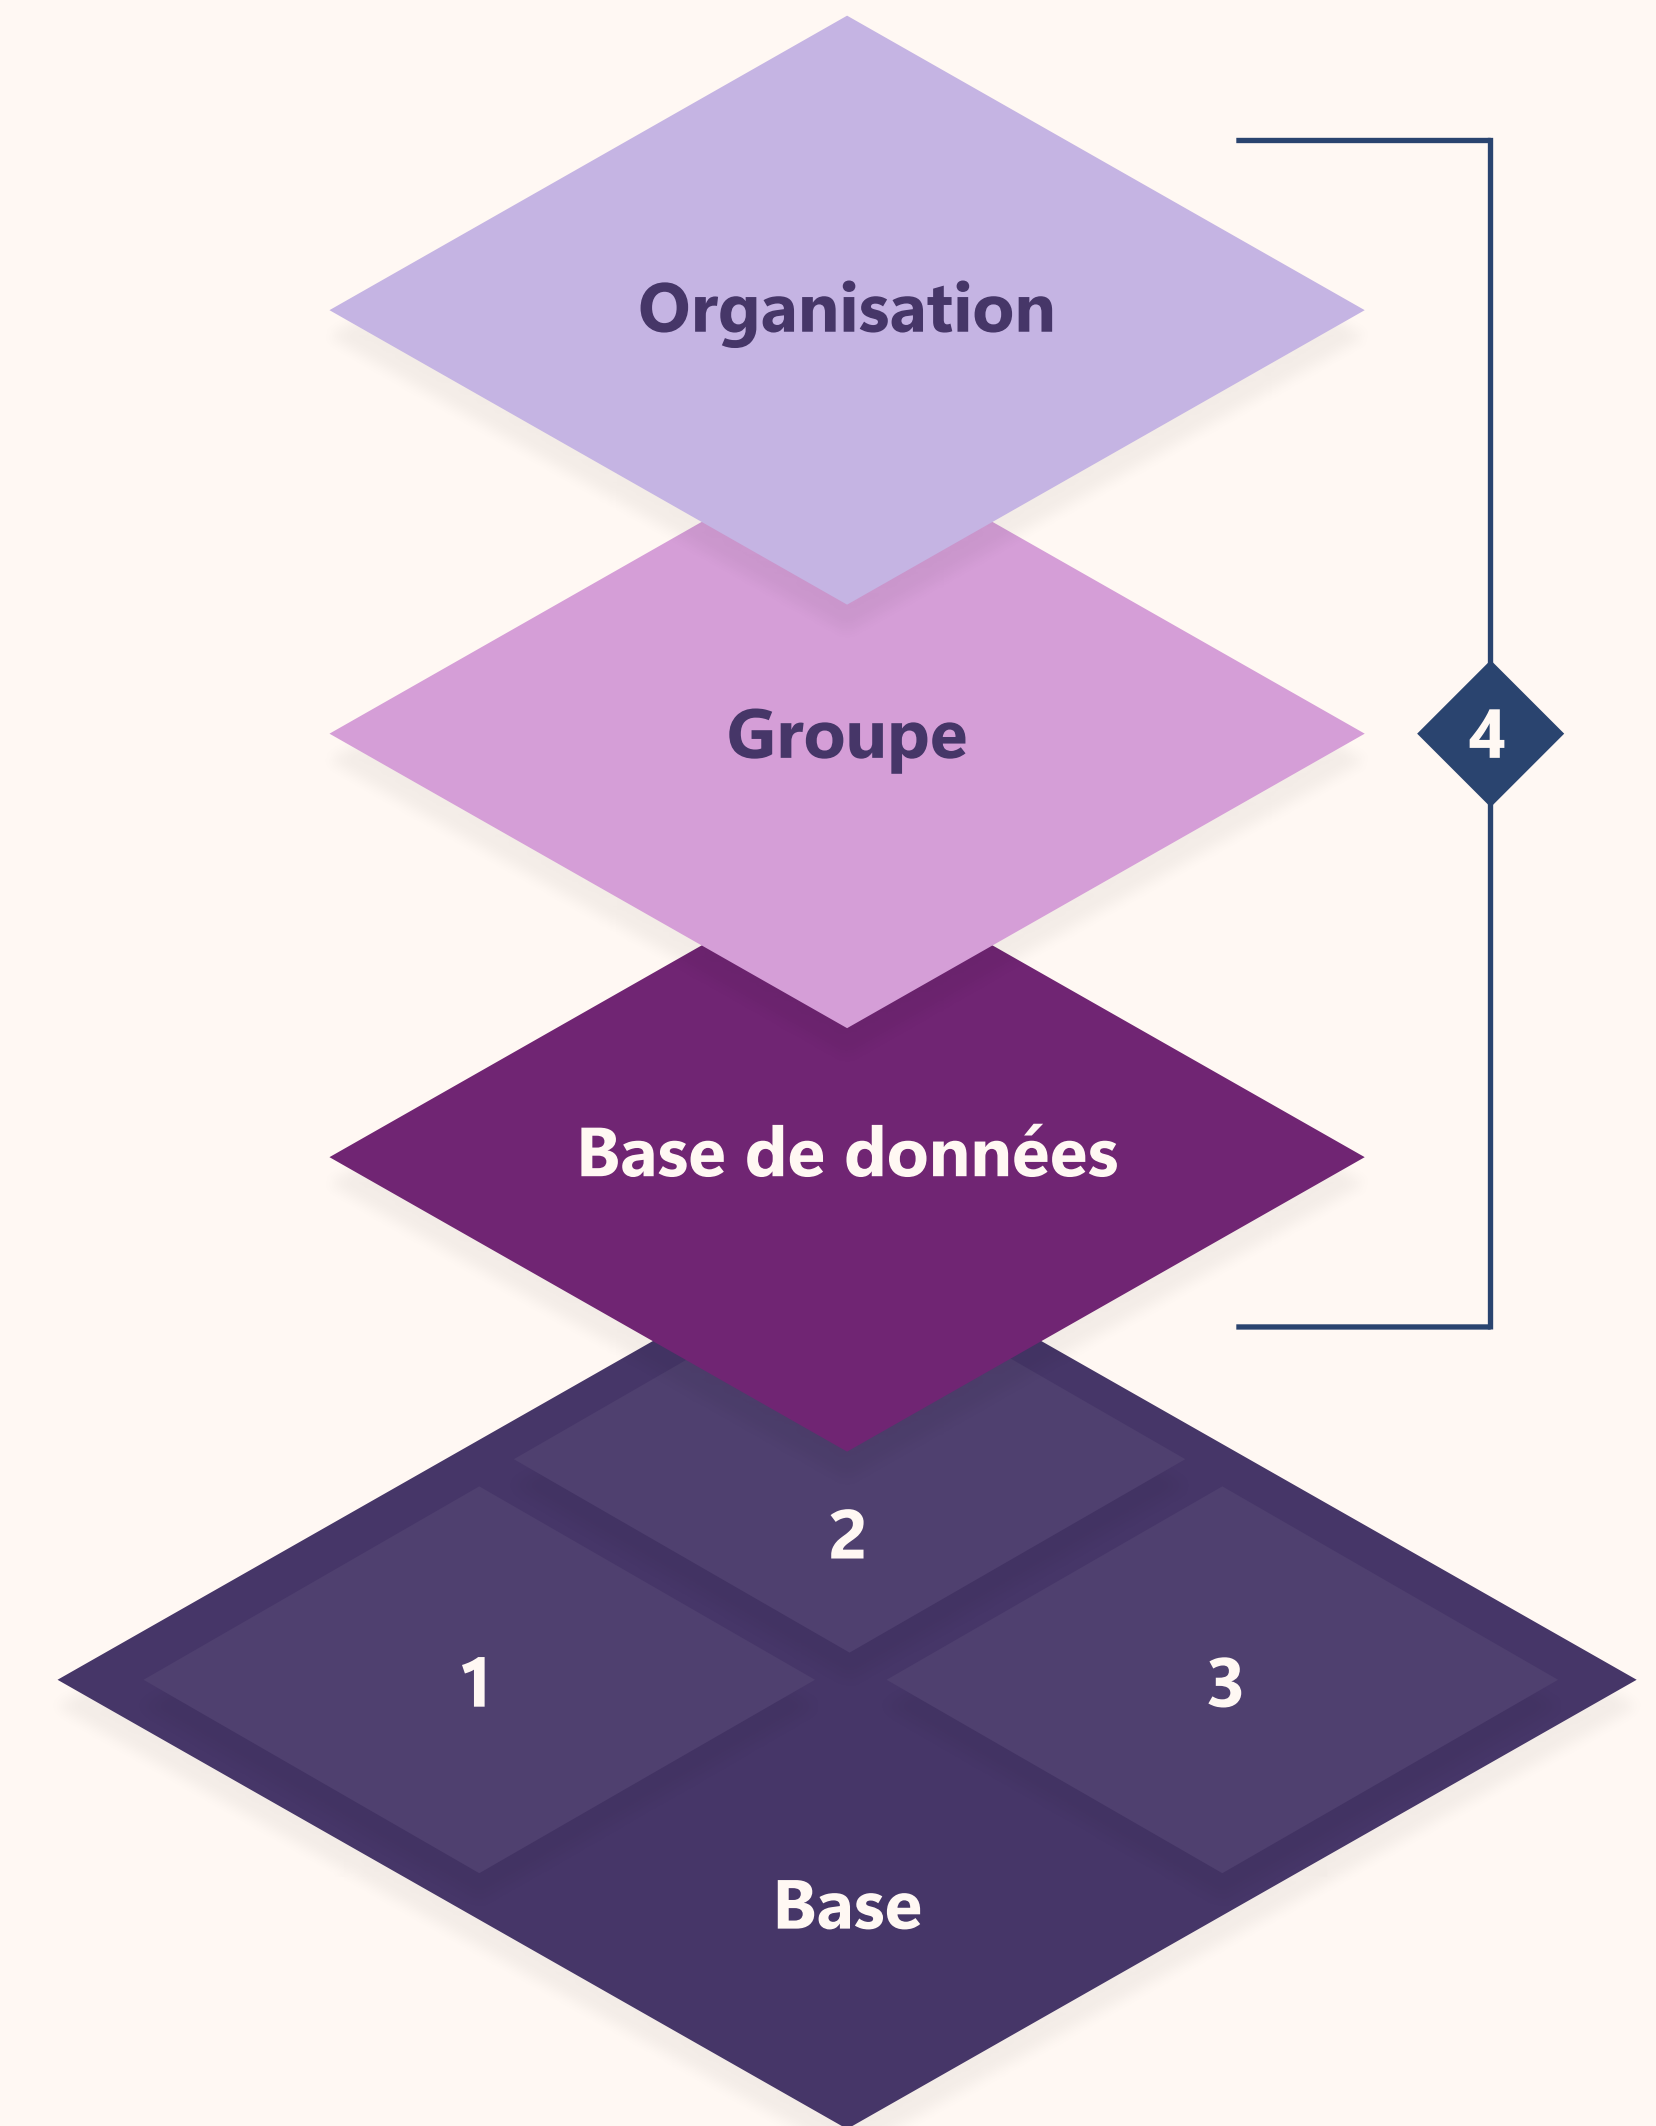 Organisation
Groupe
4
Base de données
2
1
3
Base